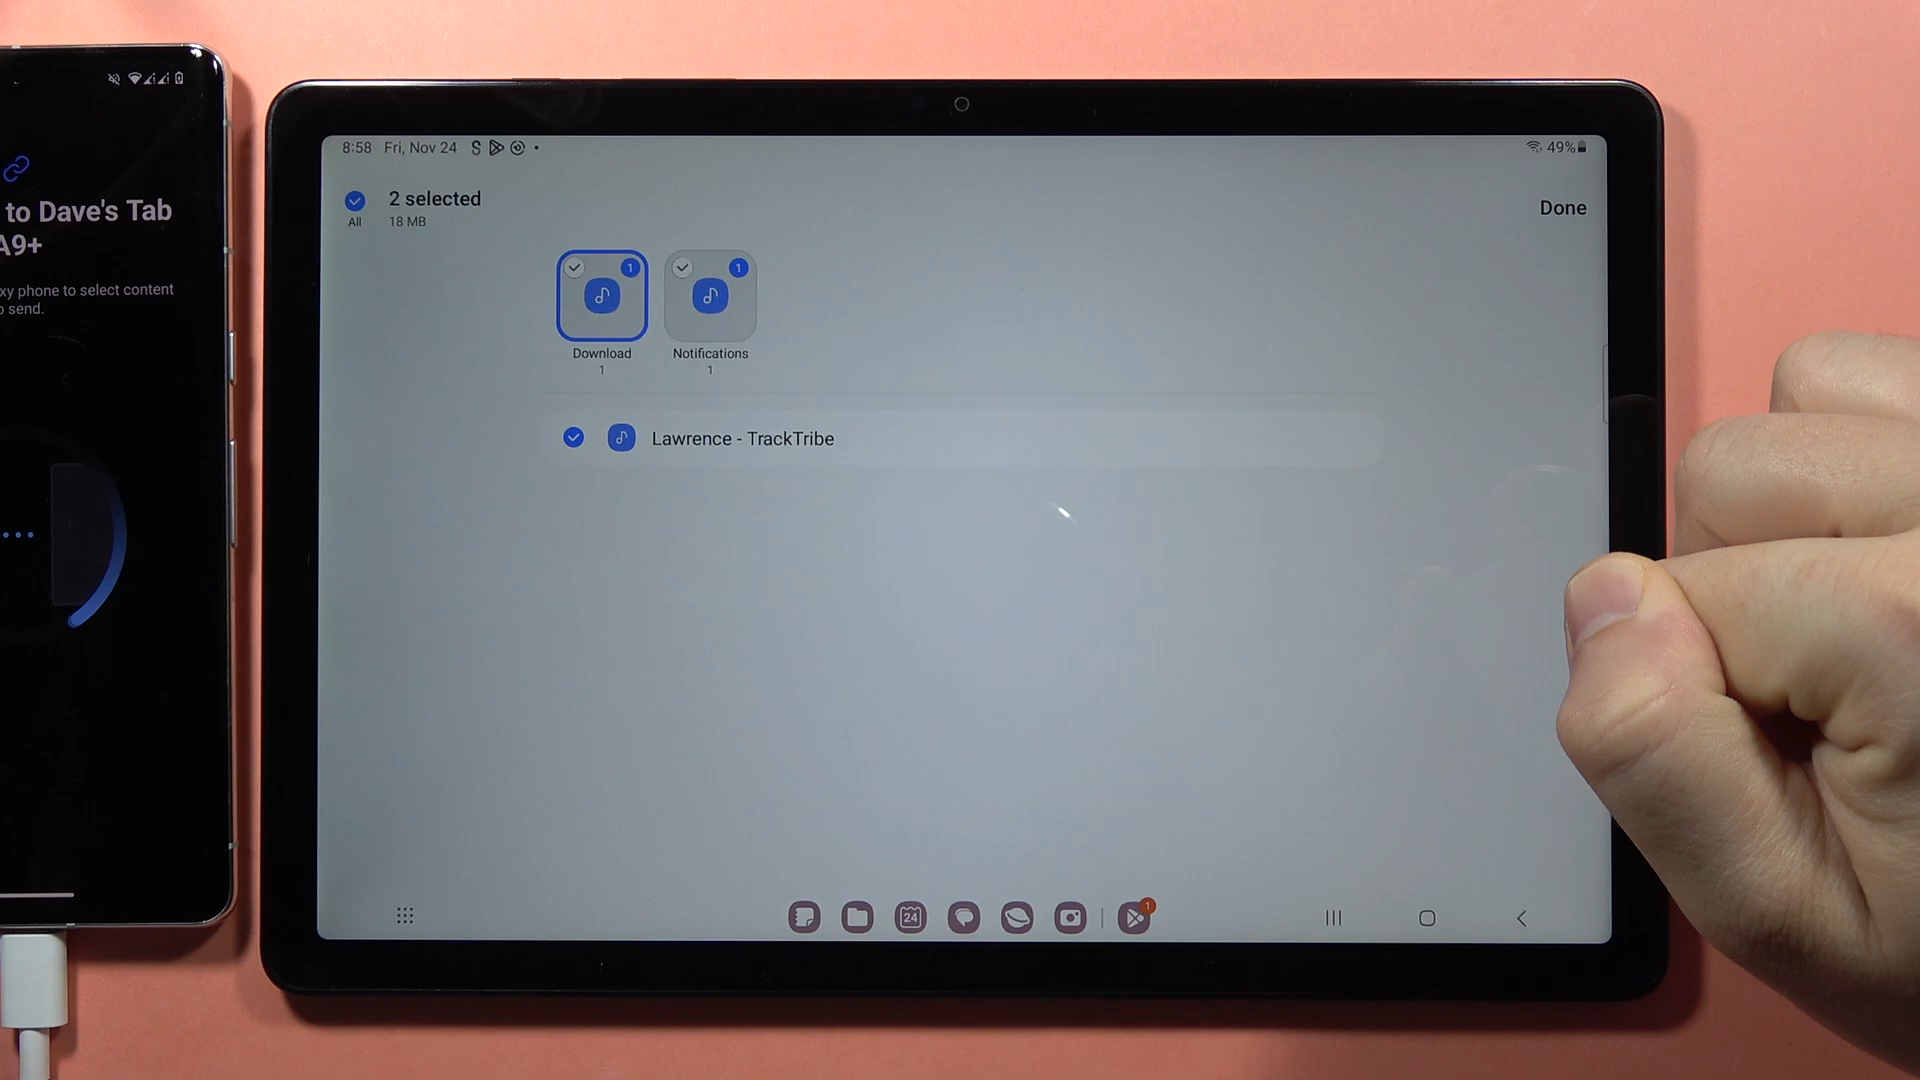 to Dave's Tab
A9+
xy phone to select content
o send.
8:58 Fri, Nov 24
49%
All
2 selected
18 MB
Done
1
1
Download
1
Notifications
1
Lawrence - TrackTribe
24
1